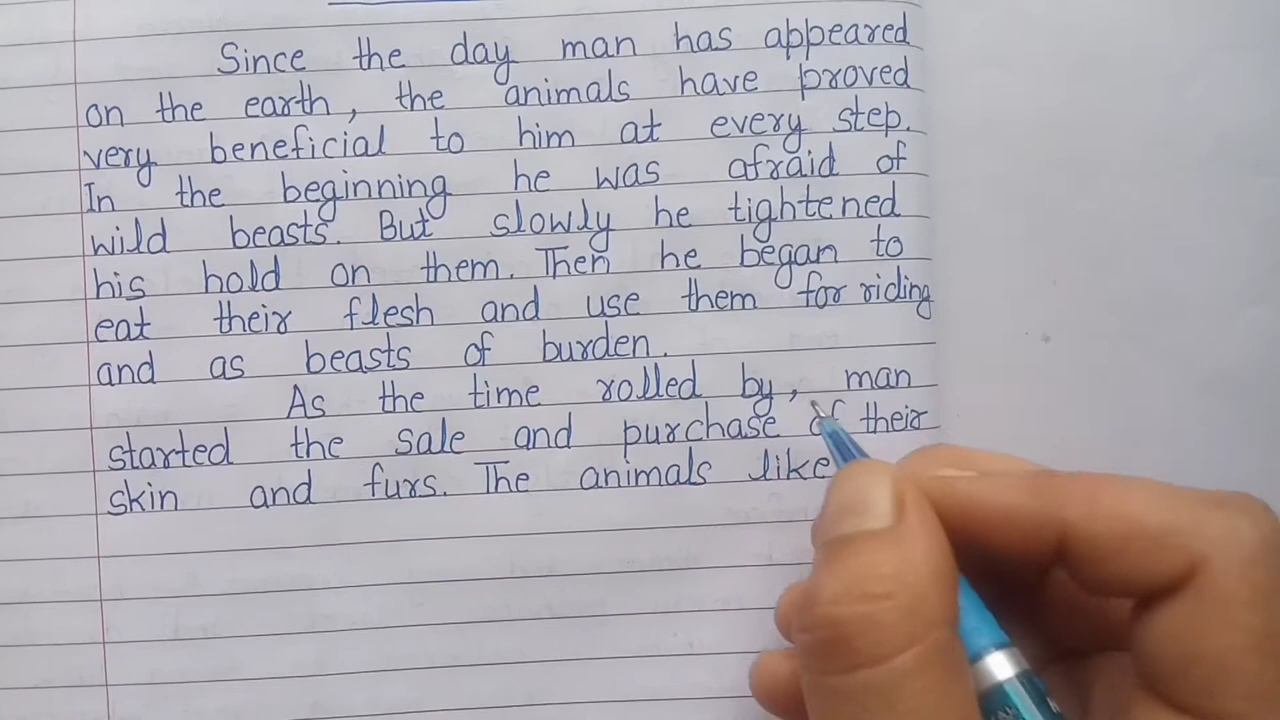 Since the day man has appeared
on the earth, the animals have proved
very beneficial to him at every step.
In the beginning he was afraid of
wild beasts. But slowly he tightened
his hold on them. Then he began to
eat their flesh and use them for riding
and as beasts of burden.
As the time rolled by, man
started the sale and purchase of their
skin and furs. The animals like